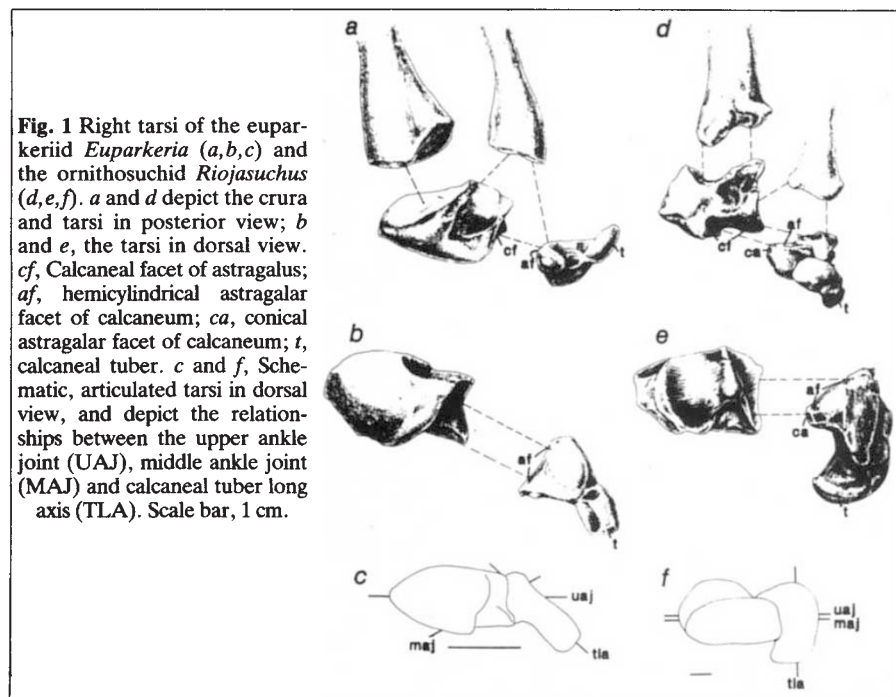 Fig. 1 Right tarsi of the eupar-
keriid Euparkeria (a,b,c) and
the ornithosuchid Riojasuchus
(d,e,f). a and d depict the crura
and tarsi in posterior view; b
and e, the tarsi in dorsal view.
cf, Calcaneal facet of astragalus;
af, hemicylindrical astragalar
facet of calcaneum; ca, conical
astragalar facet of calcaneum; t,
calcaneal tuber. c and f, Sche-
matic, articulated tarsi in dorsal
view, and depict the relation-
ships between the upper ankle
joint (UAJ), middle ankle joint
(MAJ) and calcaneal tuber long
axis (TLA). Scale bar, 1 cm.
a
cf
af
t
d
cf
ca
af
t
b
af
t
e
af
ca
t
c
uaj
maj
tla
f
uaj
maj
tla